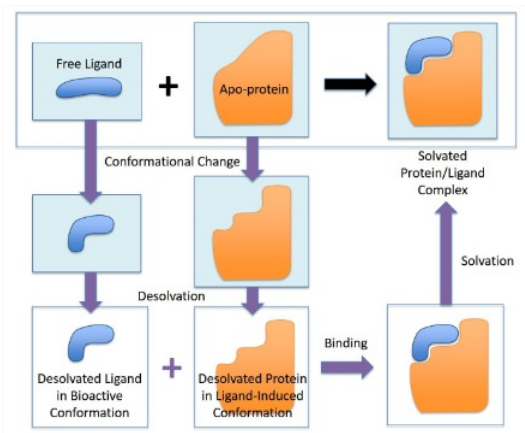 Free Ligand
+
Apo-protein
Conformational Change
Solvated
Protein/Ligand
Complex
Desolvation
Solvation
Desolvated Ligand
in Bioactive
Conformation
+
Desolvated Protein
in Ligand-Induced
Conformation
Binding